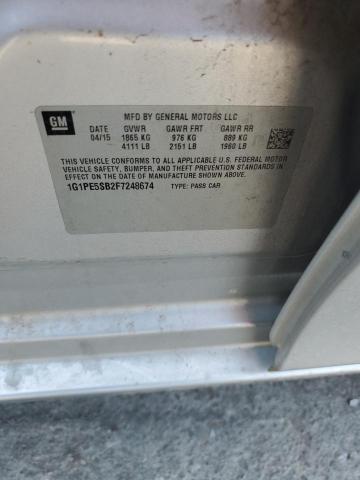 GM
MFD BY GENERAL MOTORS LLC
DATE GVWR GAWR FRT GAWR RR
04/15 1865 KG 976 KG 889 KG
4111 LB 2151 LB 1960 LB
THIS VEHICLE CONFORMS TO ALL APPLICABLE U.S. FEDERAL MOTOR
VEHICLE SAFETY, BUMPER, AND THEFT PREVENTION STANDARDS
IN EFFECT ON THE DATE OF MANUFACTURE SHOWN ABOVE.
1G1PE5SB2F7248674 TYPE: PASS CAR